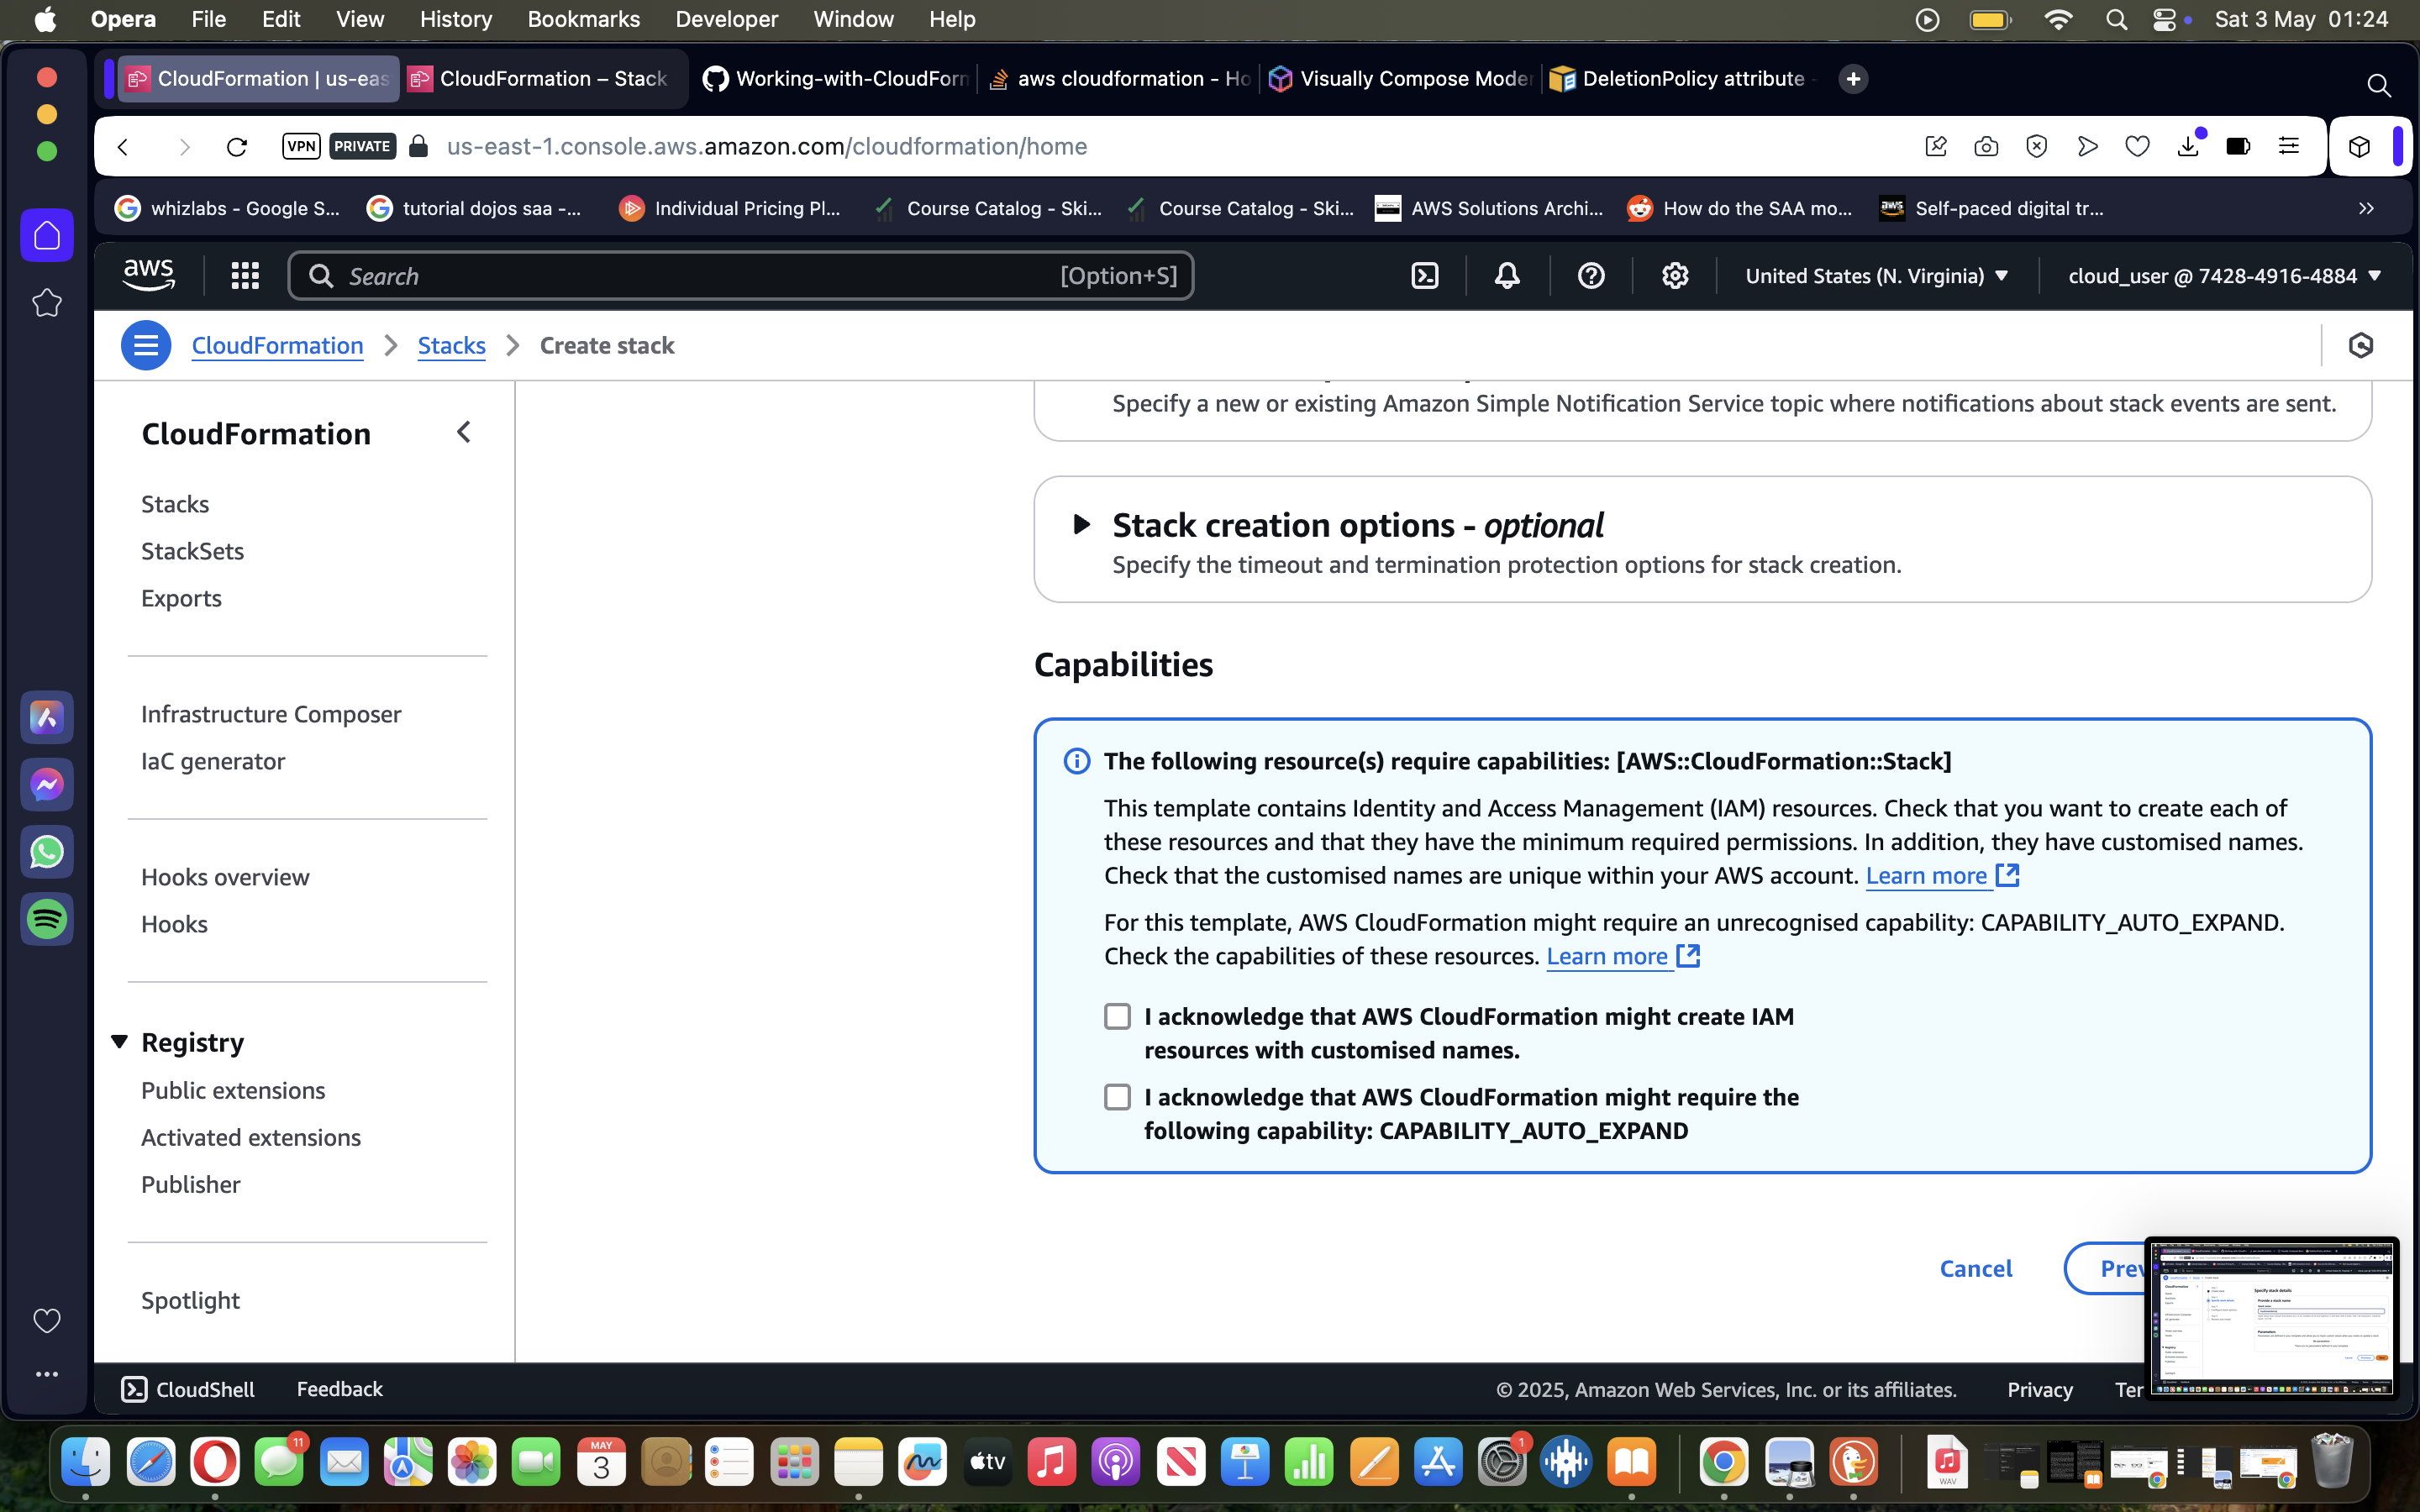 Opera File Edit View History Bookmarks Developer Window Help Sat 3 May 01:24
CloudFormation | us-eas CloudFormation – Stack Working-with-CloudForm aws cloudformation - Ho Visually Compose Moder DeletionPolicy attribute -
VPN PRIVATE us-east-1.console.aws.amazon.com/cloudformation/home
whizlabs - Google S... tutorial dojos saa -... Individual Pricing Pl... Course Catalog - Ski... Course Catalog - Ski... AWS Solutions Archi... How do the SAA mo... Self-paced digital tr...
aws Search [Option+S] United States (N. Virginia) cloud_user @ 7428-4916-4884
CloudFormation Stacks Create stack
CloudFormation
Stacks
StackSets
Exports
Infrastructure Composer
IaC generator
Hooks overview
Hooks
Registry
Public extensions
Activated extensions
Publisher
Spotlight
Specify a new or existing Amazon Simple Notification Service topic where notifications about stack events are sent.
Stack creation options - optional
Specify the timeout and termination protection options for stack creation.
Capabilities
The following resource(s) require capabilities: [AWS::CloudFormation::Stack]
This template contains Identity and Access Management (IAM) resources. Check that you want to create each of
these resources and that they have the minimum required permissions. In addition, they have customised names.
Check that the customised names are unique within your AWS account. Learn more
For this template, AWS CloudFormation might require an unrecognised capability: CAPABILITY_AUTO_EXPAND.
Check the capabilities of these resources. Learn more
I acknowledge that AWS CloudFormation might create IAM
resources with customised names.
I acknowledge that AWS CloudFormation might require the
following capability: CAPABILITY_AUTO_EXPAND
Cancel Prev
CloudShell Feedback © 2025, Amazon Web Services, Inc. or its affiliates. Privacy Ter
11 MAY 3 tv 1 WAV